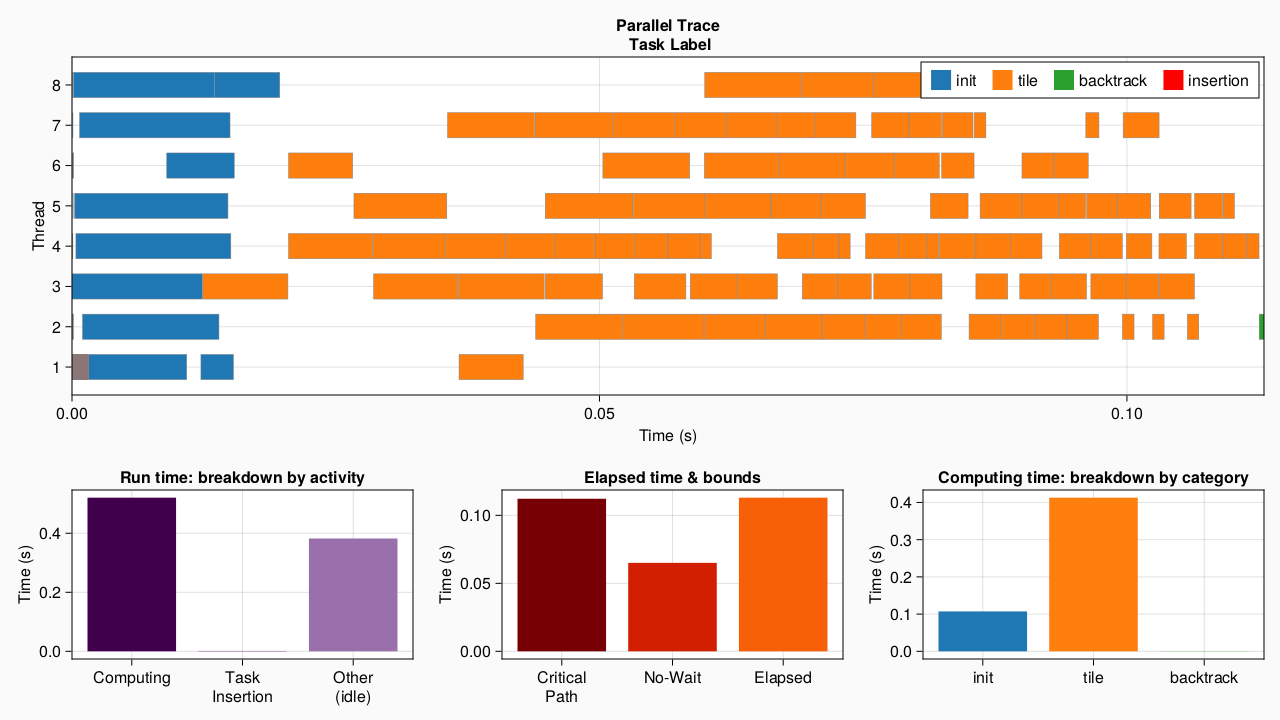 Parallel Trace
Task Label
init tile backtrack insertion
8
7
6
5
4
3
2
1
Thread
0.00 0.05 0.10
Time (s)
Run time: breakdown by activity
Time (s)
0.4
0.2
0.0
Computing Task Insertion Other (idle)
Elapsed time & bounds
Time (s)
0.10
0.05
0.00
Critical Path No-Wait Elapsed
Computing time: breakdown by category
Time (s)
0.4
0.3
0.2
0.1
0.0
init tile backtrack